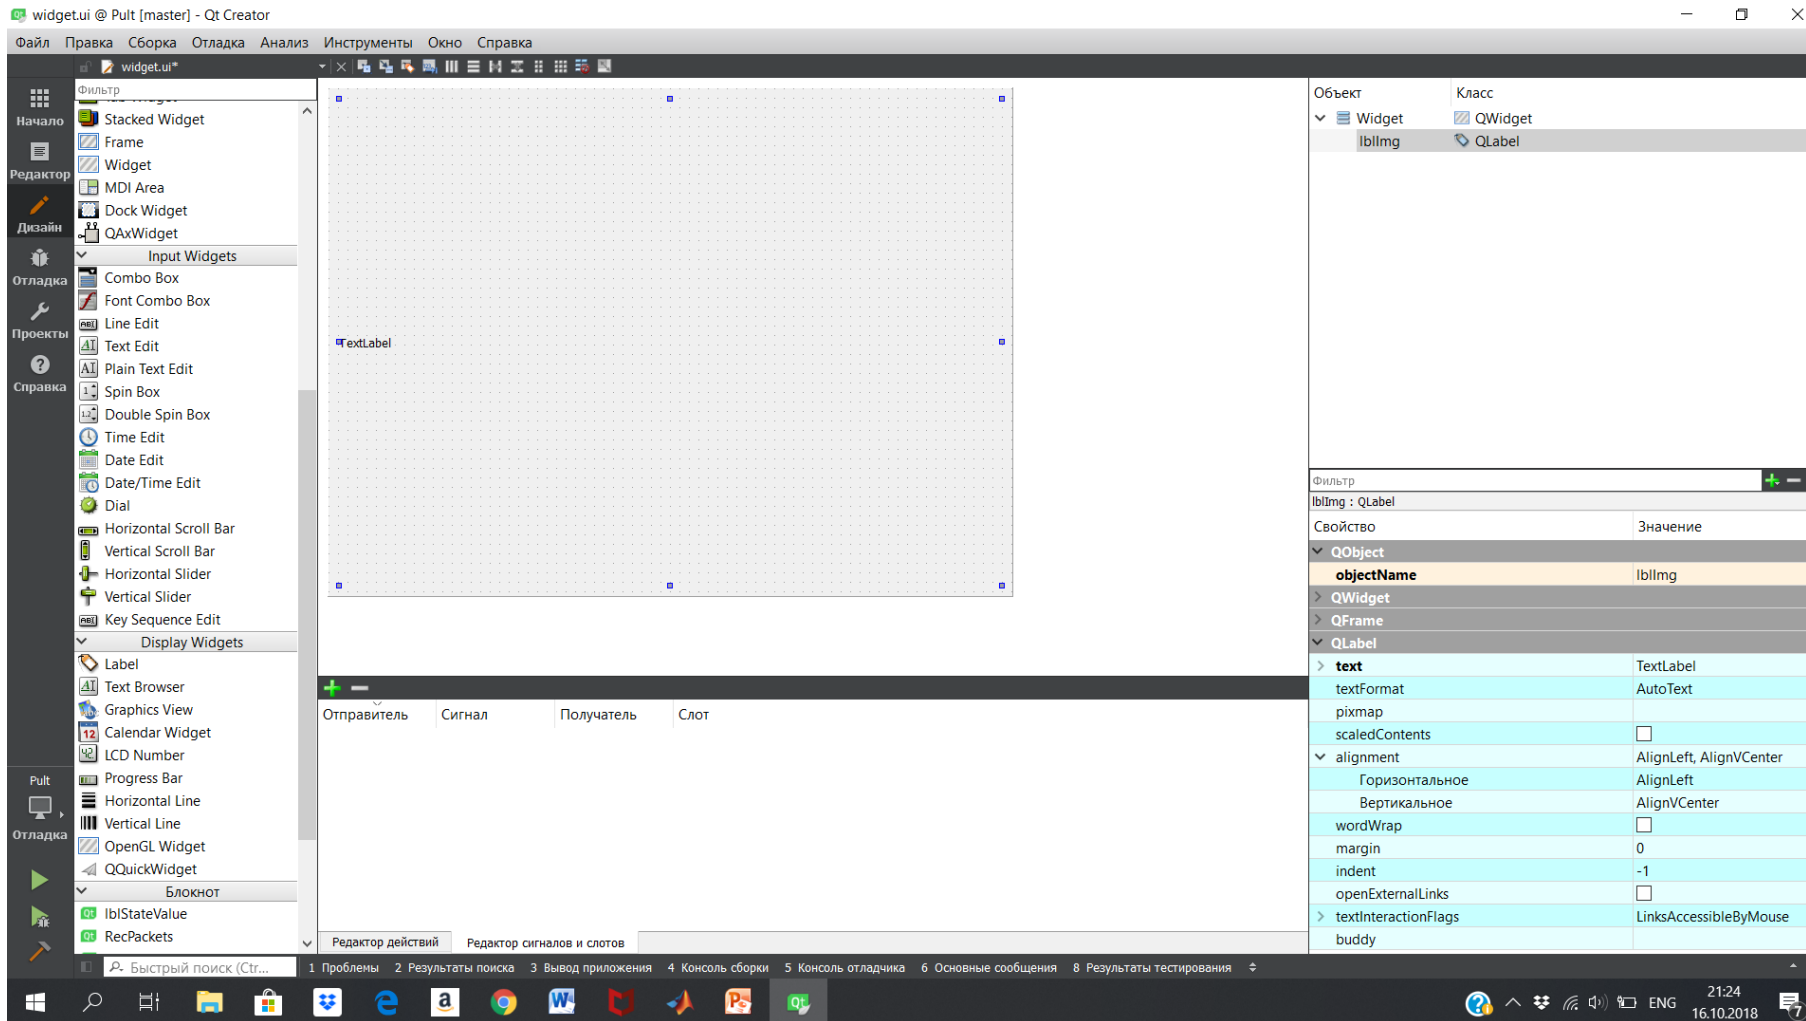 widget.ui @ Pult [master] - Qt Creator
Файл Правка Сборка Отладка Анализ Инструменты Окно Справка
widget.ui*
Начало
Редактор
Дизайн
Отладка
Проекты
Справка
Pult
Отладка
Фильтр
Stacked Widget
Frame
Widget
MDI Area
Dock Widget
QAxWidget
Input Widgets
Combo Box
Font Combo Box
Line Edit
Text Edit
Plain Text Edit
Spin Box
Double Spin Box
Time Edit
Date Edit
Date/Time Edit
Dial
Horizontal Scroll Bar
Vertical Scroll Bar
Horizontal Slider
Vertical Slider
Key Sequence Edit
Display Widgets
Label
Text Browser
Graphics View
Calendar Widget
LCD Number
Progress Bar
Horizontal Line
Vertical Line
OpenGL Widget
QQuickWidget
Блокнот
lblStateValue
RecPackets
TextLabel
Отправитель Сигнал Получатель Слот
Редактор действий Редактор сигналов и слотов
Объект Класс
Widget QWidget
lblImg QLabel
Фильтр
lblImg : QLabel
Свойство Значение
QObject
objectName lblImg
QWidget
QFrame
QLabel
text TextLabel
textFormat AutoText
pixmap
scaledContents
alignment AlignLeft, AlignVCenter
Горизонтальное AlignLeft
Вертикальное AlignVCenter
wordWrap
margin 0
indent -1
openExternalLinks
textInteractionFlags LinksAccessibleByMouse
buddy
Быстрый поиск (Ctr... 1 Проблемы 2 Результаты поиска 3 Вывод приложения 4 Консоль сборки 5 Консоль отладчика 6 Основные сообщения 8 Результаты тестирования
ENG
21:24
16.10.2018
7